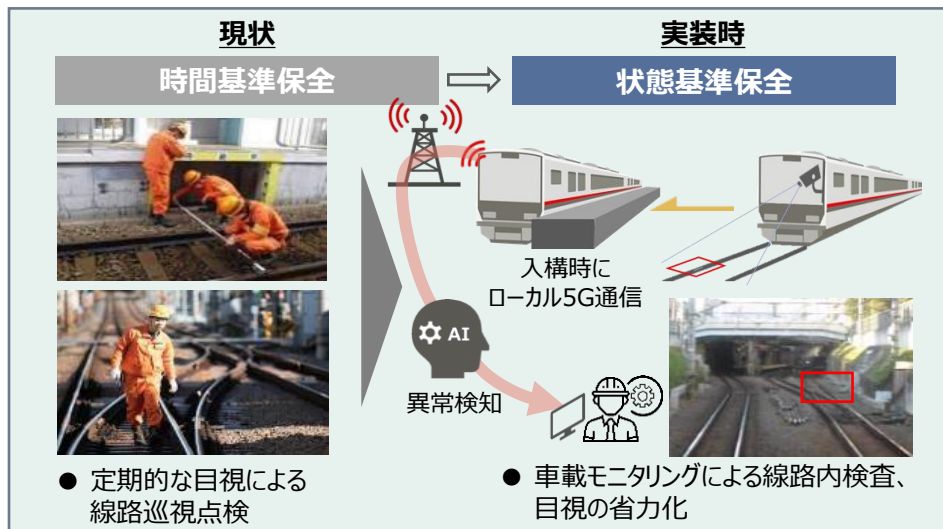 現状
実装時
時間基準保全
状態基準保全
入構時に
ローカル5G通信
AI
異常検知
● 定期的な目視による
線路巡視点検
● 車載モニタリングによる線路内検査、
目視の省力化